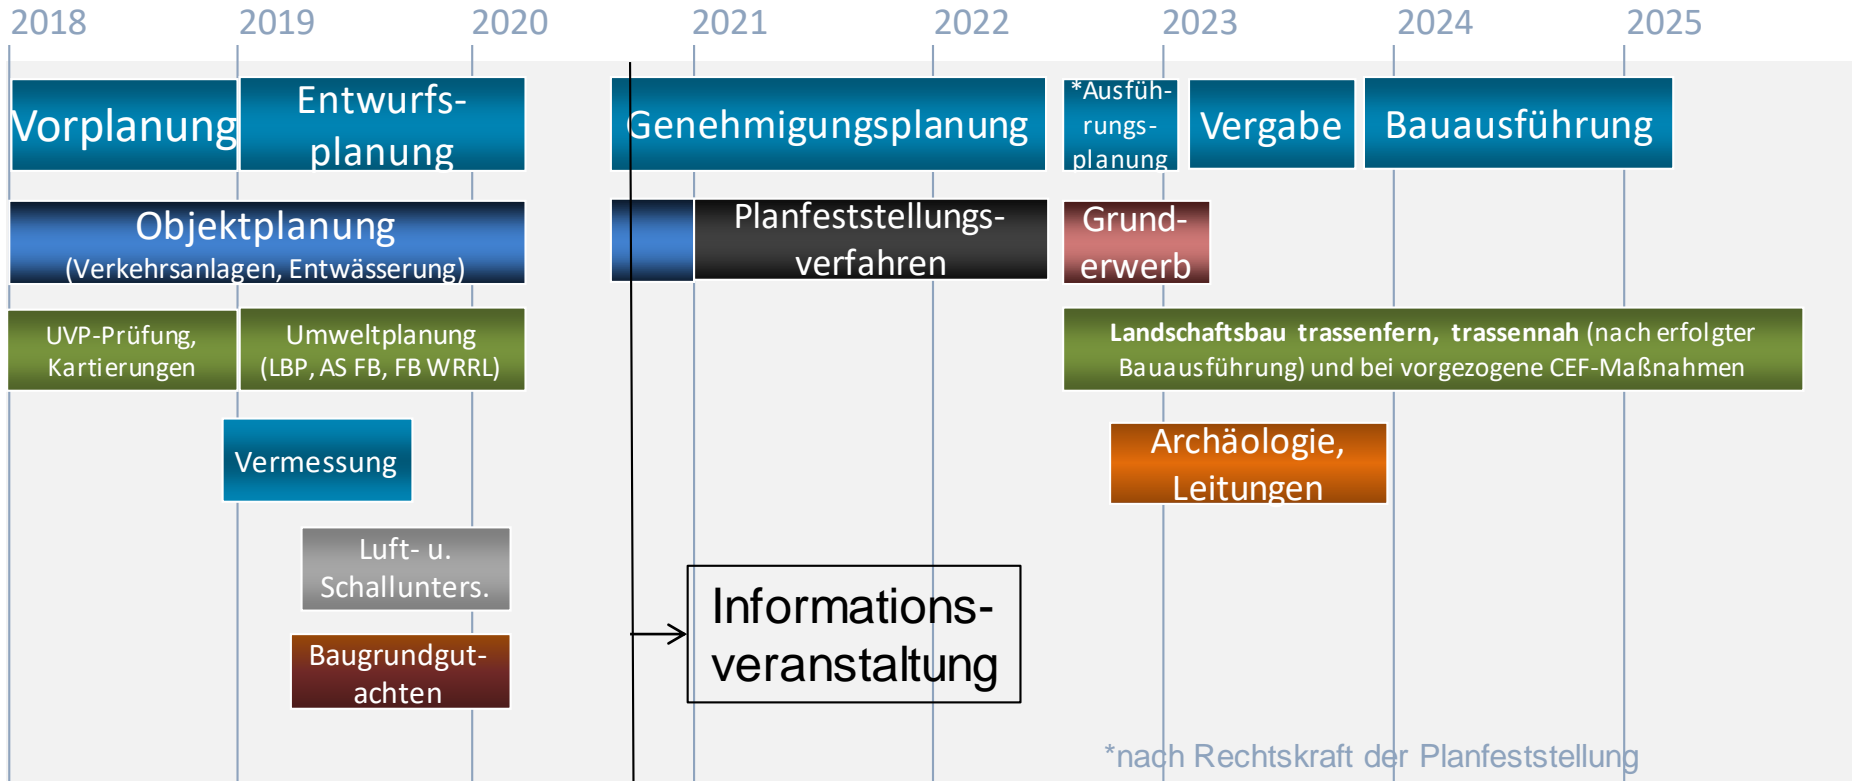 2018 2019 2020 2021 2022 2023 2024 2025
Vorplanung
Entwurfs-
planung
Genehmigungsplanung
*Ausfüh-
rungs-
planung
Vergabe
Bauausführung
Objektplanung
(Verkehrsanlagen, Entwässerung)
Planfeststellungs-
verfahren
Grund-
erwerb
UVP-Prüfung,
Kartierungen
Umweltplanung
(LBP, AS FB, FB WRRL)
Landschaftsbau trassenfern, trassennah (nach erfolgter
Bauausführung) und bei vorgezogene CEF-Maßnahmen
Vermessung
Archäologie,
Leitungen
Luft- u.
Schallunters.
Informations-
veranstaltung
Baugrundgut-
achten
*nach Rechtskraft der Planfeststellung